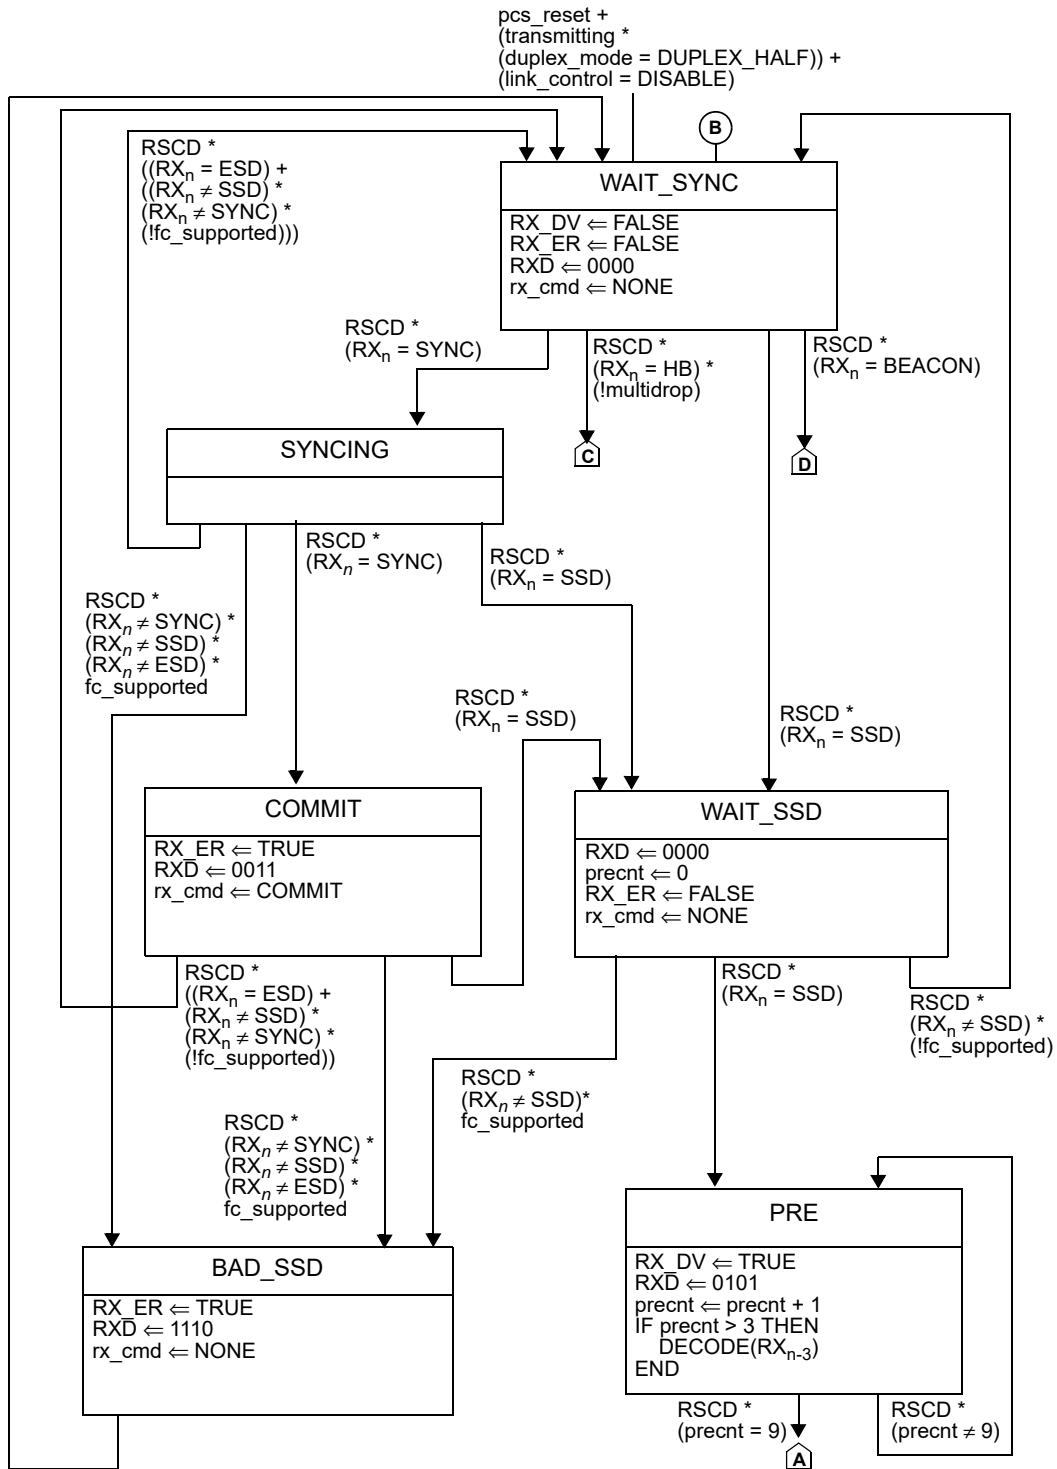 pcs_reset +
(transmitting *
(duplex_mode = DUPLEX_HALF)) +
(link_control = DISABLE)
B
RSCD *
((RXn = ESD) +
((RXn ≠ SSD) *
(RXn ≠ SYNC) *
(!fc_supported)))
WAIT_SYNC
RX_DV ⇐ FALSE
RX_ER ⇐ FALSE
RXD ⇐ 0000
rx_cmd ⇐ NONE
RSCD *
(RXn = SYNC)
RSCD *
(RXn = HB) *
(!multidrop)
RSCD *
(RXn = BEACON)
C
D
SYNCING
RSCD *
(RXn = SYNC)
RSCD *
(RXn = SSD)
RSCD *
(RXn ≠ SYNC) *
(RXn ≠ SSD) *
(RXn ≠ ESD) *
fc_supported
RSCD *
(RXn = SSD)
RSCD *
(RXn = SSD)
COMMIT
RX_ER ⇐ TRUE
RXD ⇐ 0011
rx_cmd ⇐ COMMIT
WAIT_SSD
RXD ⇐ 0000
precnt ⇐ 0
RX_ER ⇐ FALSE
rx_cmd ⇐ NONE
RSCD *
((RXn = ESD) +
(RXn ≠ SSD) *
(RXn ≠ SYNC) *
(!fc_supported))
RSCD *
(RXn = SSD)
RSCD *
(RXn ≠ SSD) *
(!fc_supported)
RSCD *
(RXn ≠ SSD)*
fc_supported
RSCD *
(RXn ≠ SYNC) *
(RXn ≠ SSD) *
(RXn ≠ ESD) *
fc_supported
BAD_SSD
RX_ER ⇐ TRUE
RXD ⇐ 1110
rx_cmd ⇐ NONE
PRE
RX_DV ⇐ TRUE
RXD ⇐ 0101
precnt ⇐ precnt + 1
IF precnt > 3 THEN
DECODE(RXn-3)
END
RSCD *
(precnt = 9)
RSCD *
(precnt ≠ 9)
A